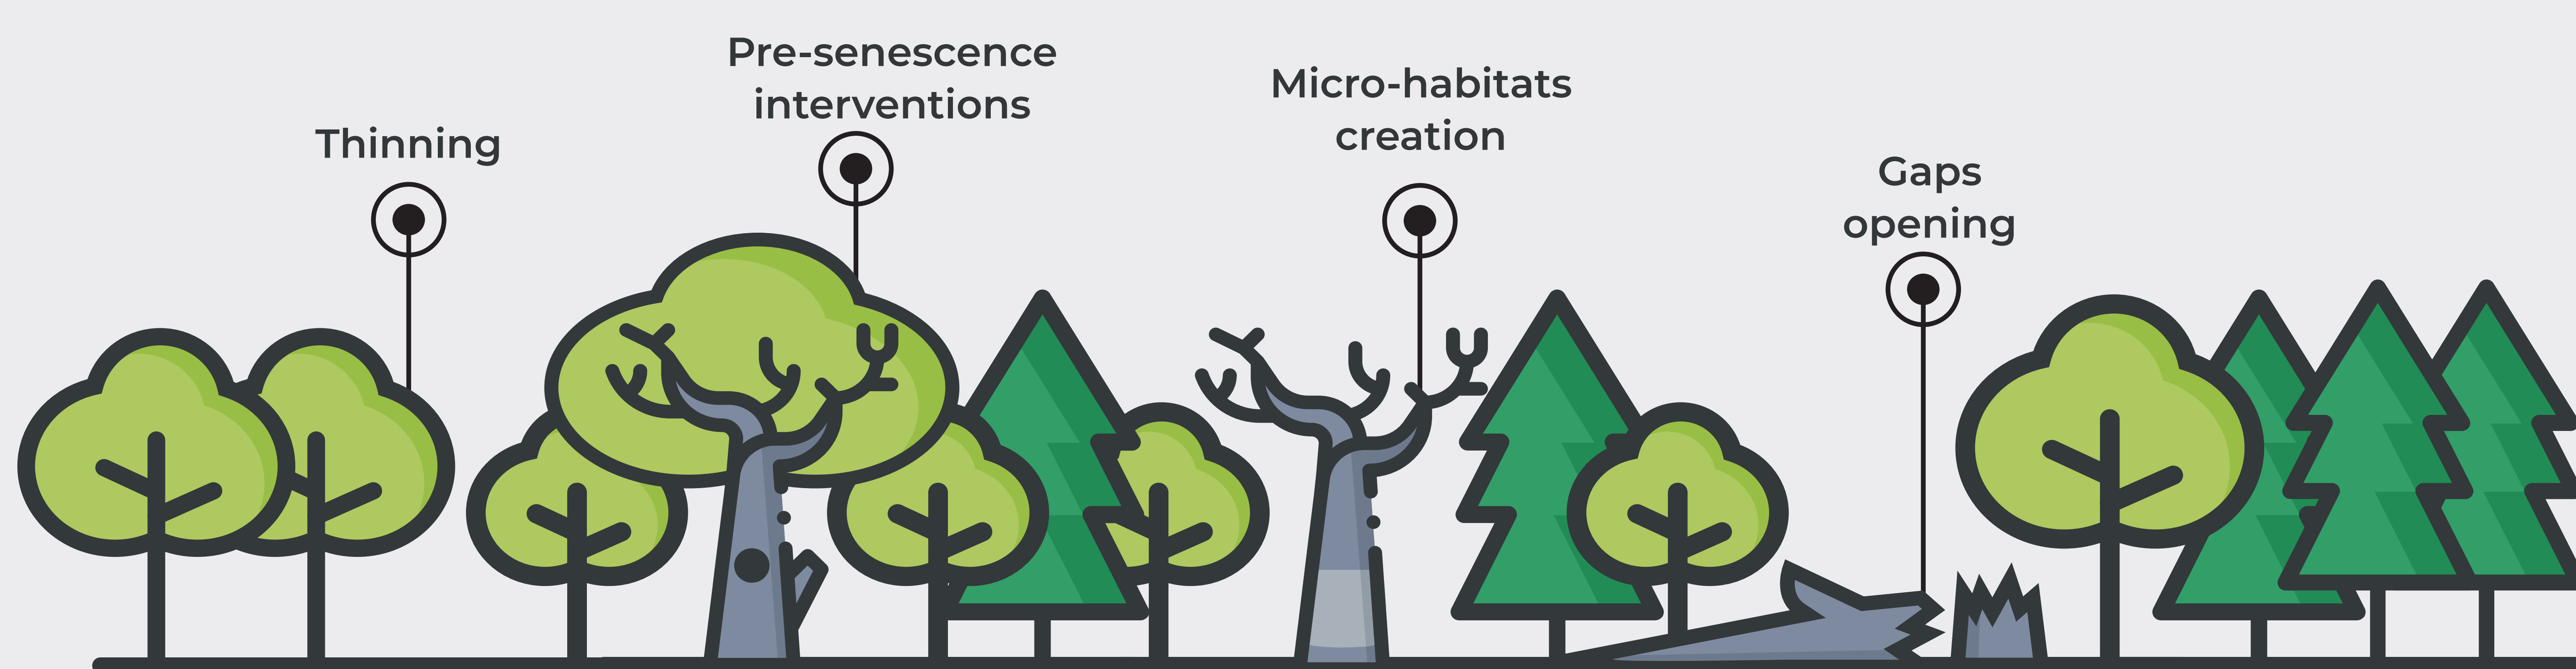 Thinning
Pre-senescence
interventions
Micro-habitats
creation
Gaps
opening